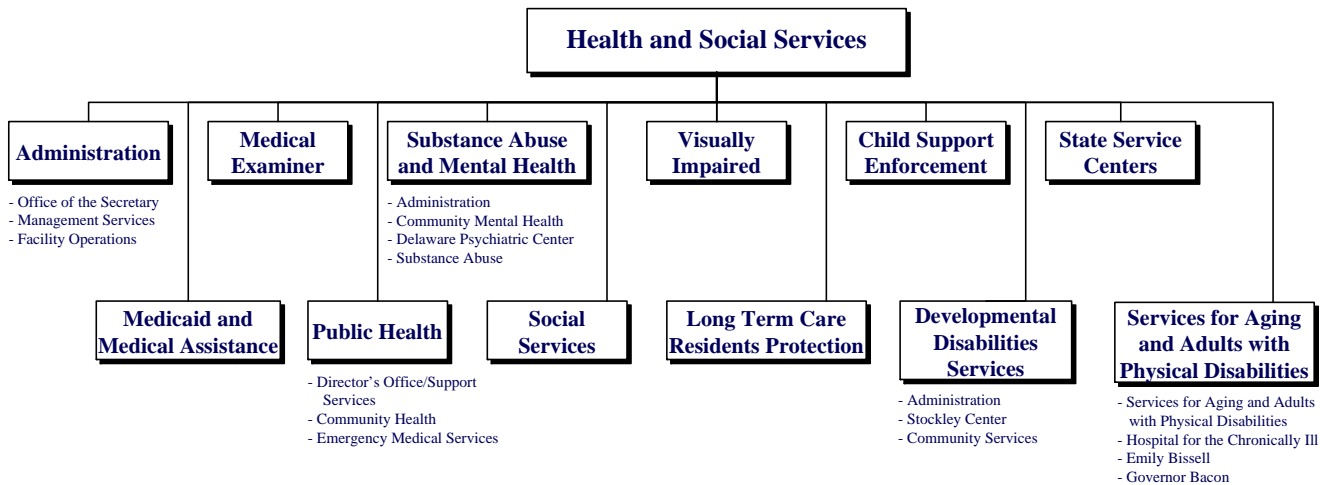 Health and Social Services
Administration
- Office of the Secretary
- Management Services
- Facility Operations
Medical
Examiner
Substance Abuse
and Mental Health
- Administration
- Community Mental Health
- Delaware Psychiatric Center
- Substance Abuse
Visually
Impaired
Child Support
Enforcement
State Service
Centers
Medicaid and
Medical Assistance
Public Health
- Director’s Office/Support
Services
- Community Health
- Emergency Medical Services
Social
Services
Long Term Care
Residents Protection
Developmental
Disabilities
Services
- Administration
- Stockley Center
- Community Services
Services for Aging
and Adults with
Physical Disabilities
- Services for Aging and Adults
with Physical Disabilities
- Hospital for the Chronically Ill
- Emily Bissell
- Governor Bacon